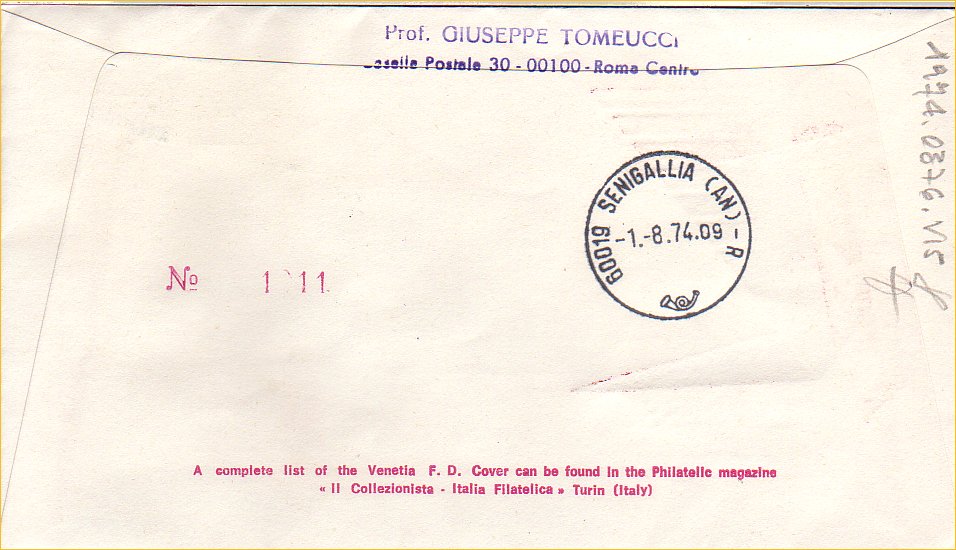 Prof. GIUSEPPE TOMEUCCI
Casella Postale 30 - 00100 - Roma Centro
60019 SENIGALLIA (AN) - R
-1.-8.74.09
№ 1 11
A complete list of the Venetia F. D. Cover can be found in the Philatelic magazine
« Il Collezionista - Italia Filatelica » Turin (Italy)